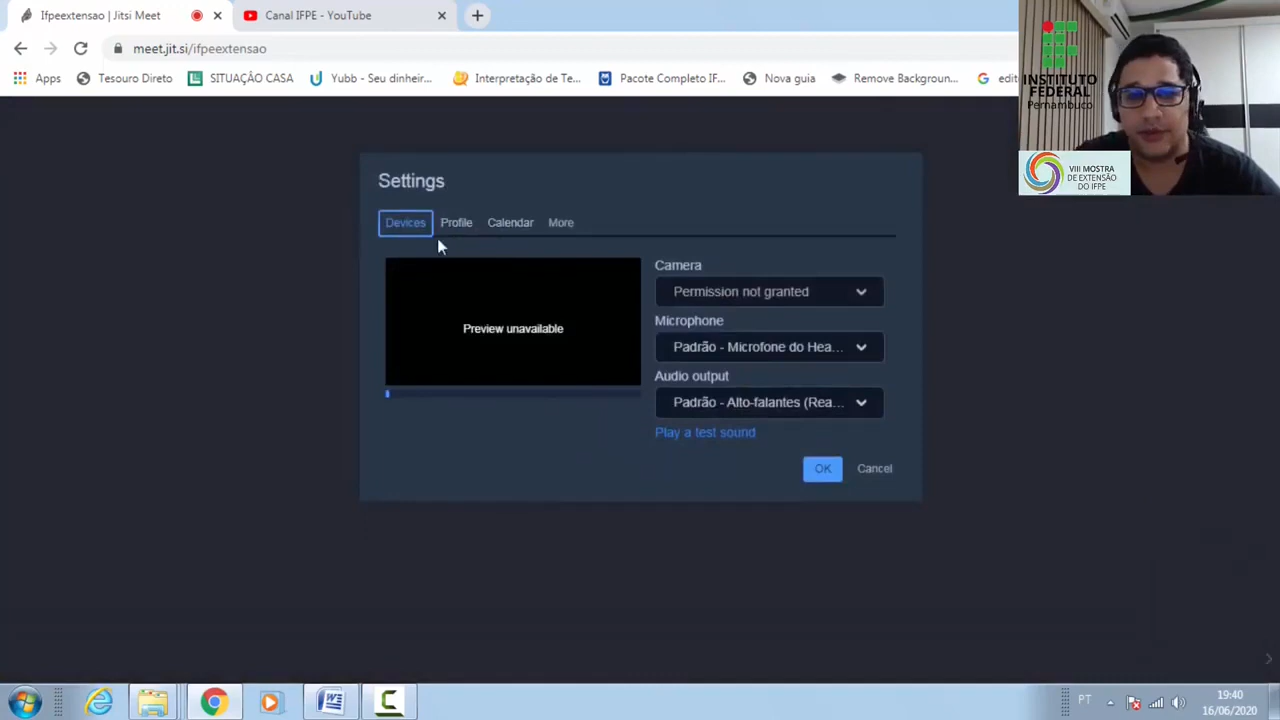 Ifpeextensao | Jitsi Meet
Canal IFPE - YouTube
meet.jit.si/ifpeextensao
Apps
Tesouro Direto
SITUAÇÃO CASA
Yubb - Seu dinheir...
Interpretação de Te...
Pacote Completo IF...
Nova guia
Remove Backgroun...
INSTITUTO
FEDERAL
Pernambuco
VIII MOSTRA
DE EXTENSÃO
DO IFPE
Settings
Devices
Profile
Calendar
More
Preview unavailable
Camera
Permission not granted
Microphone
Padrão - Microfone do Hea...
Audio output
Padrão - Alto-falantes (Rea...
Play a test sound
OK
Cancel
PT
19:40
16/06/2020